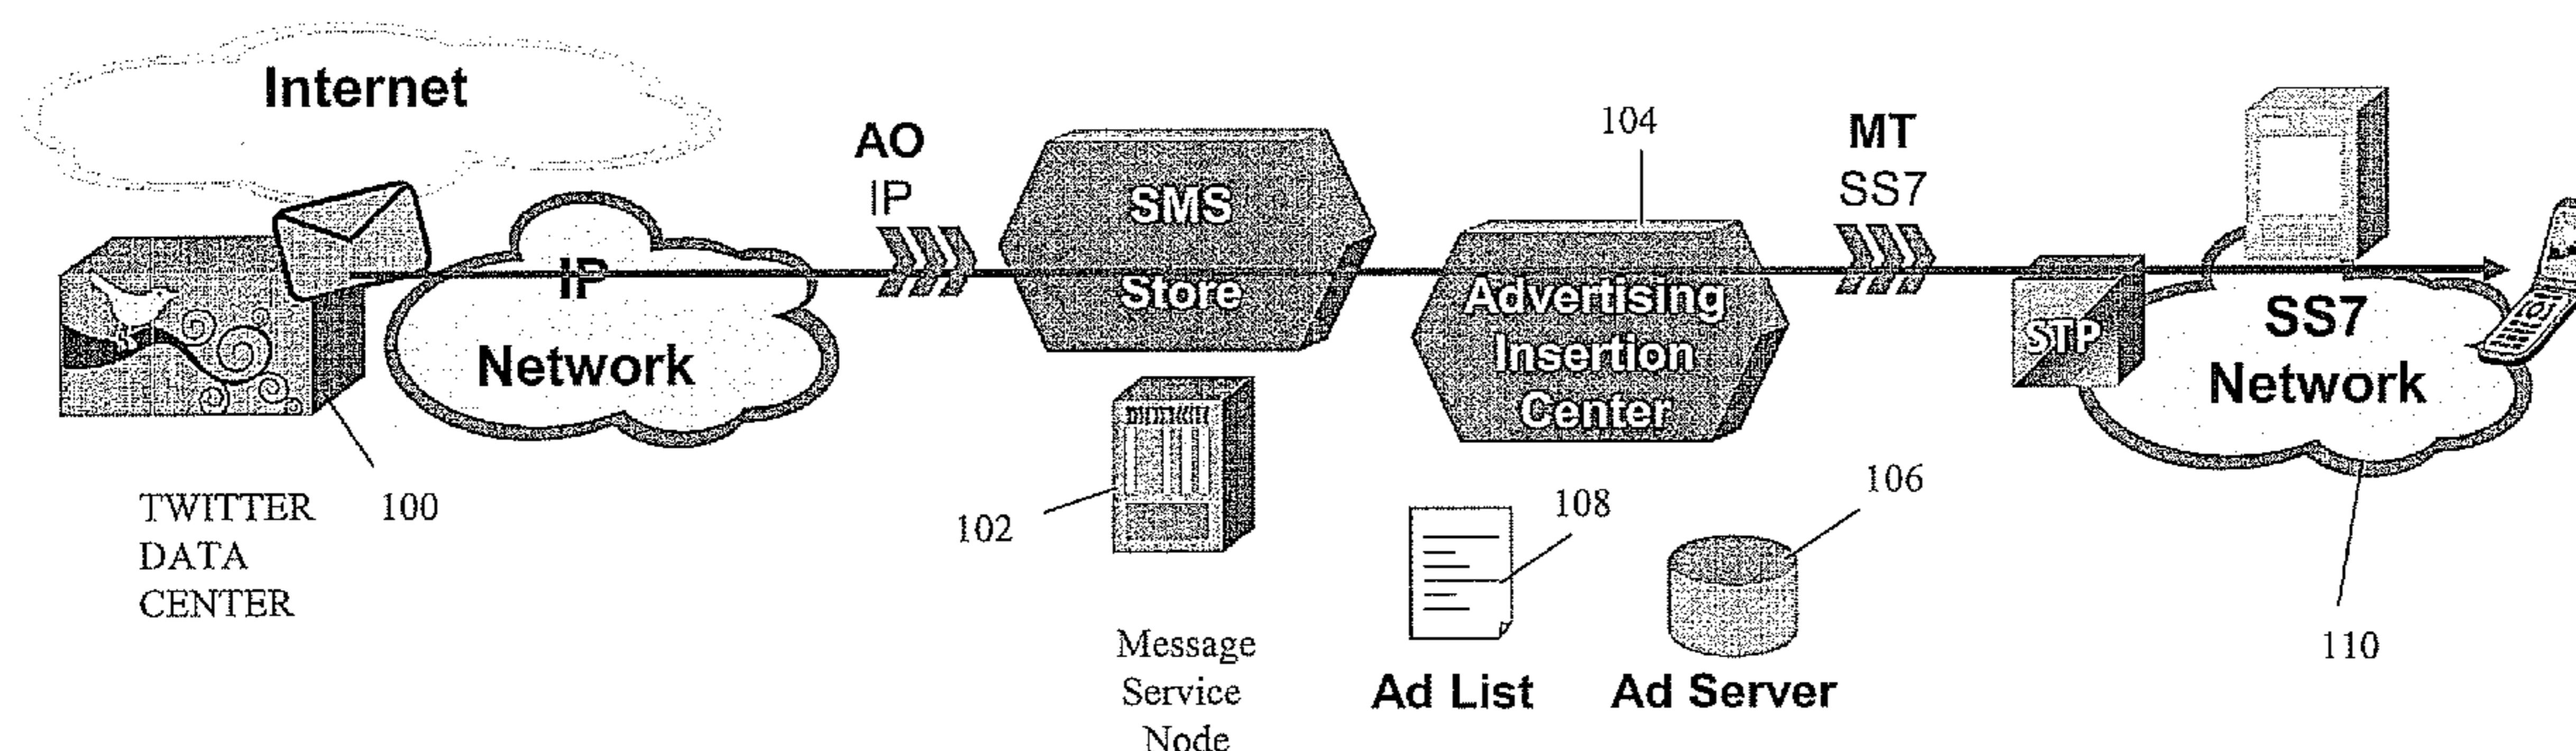 Internet
IP
Network
TWITTER
DATA
CENTER
100
AO
IP
SMS
Store
102
Message
Service
Node
104
Advertising
Insertion
Center
108
Ad List
106
Ad Server
MT
SS7
STP
SS7
Network
110